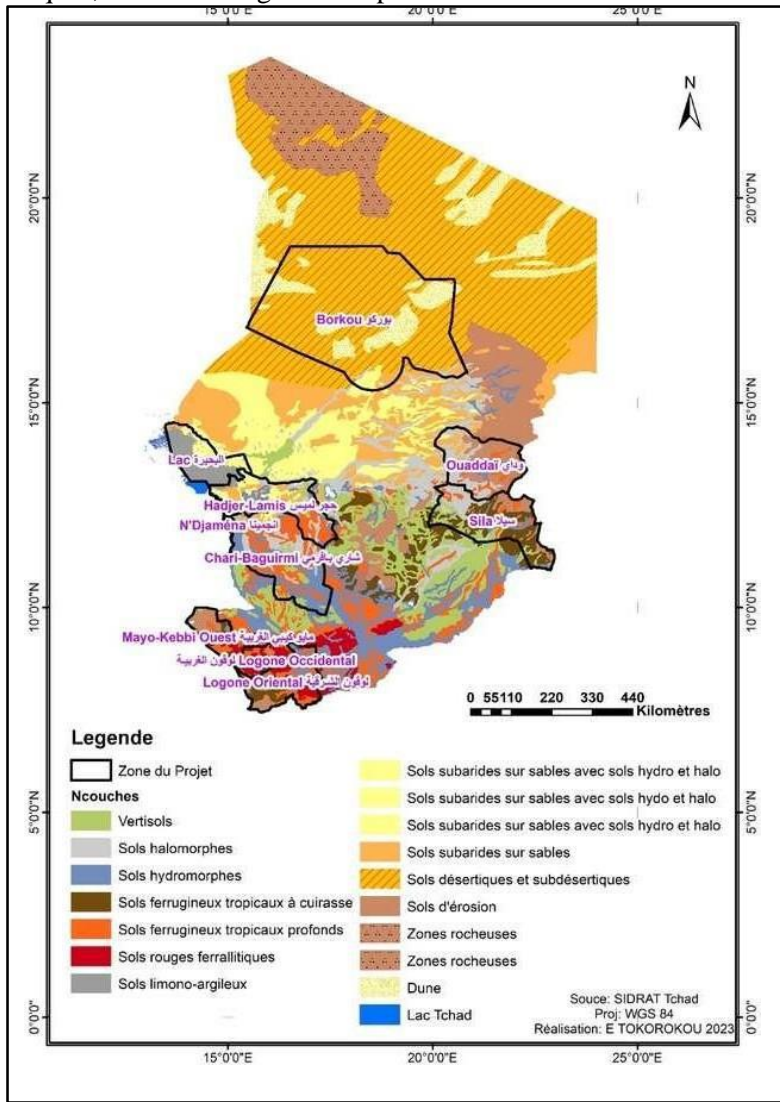 15°0'0"E 20°0'0"E 25°0'0"E
N
20°0'0"N 20°0'0"N
Borkou بوركو
15°0'0"N 15°0'0"N
Lac البحيرة
Ouaddaï وداي
Hadjer-Lamis حجر لميس
N'Djaména انجمينا
Sila سيلا
Chari-Baguirmi شاري باقرمي
10°0'0"N 10°0'0"N
Mayo-Kebbi Ouest مايو كيبي الغربية
لوقون الغربية Logone Occidental
Logone Oriental لوقون الشرقية
0 55110 220 330 440
Kilomètres
Legende
Zone du Projet
Ncouches
Vertisols
Sols halomorphes
Sols hydromorphes
Sols ferrugineux tropicaux à cuirasse
Sols ferrugineux tropicaux profonds
Sols rouges ferrallitiques
Sols limono-argileux
Sols subarides sur sables avec sols hydro et halo
Sols subarides sur sables avec sols hydo et halo
Sols subarides sur sables avec sols hydro et halo
Sols subarides sur sables
Sols désertiques et subdésertiques
Sols d'érosion
Zones rocheuses
Zones rocheuses
Dune
Lac Tchad
5°0'0"N 5°0'0"N
Souce: SIDRAT Tchad
Proj: WGS 84
Réalisation: E TOKOROKOU 2023
0°0'0" 0°0'0"
15°0'0"E 20°0'0"E 25°0'0"E